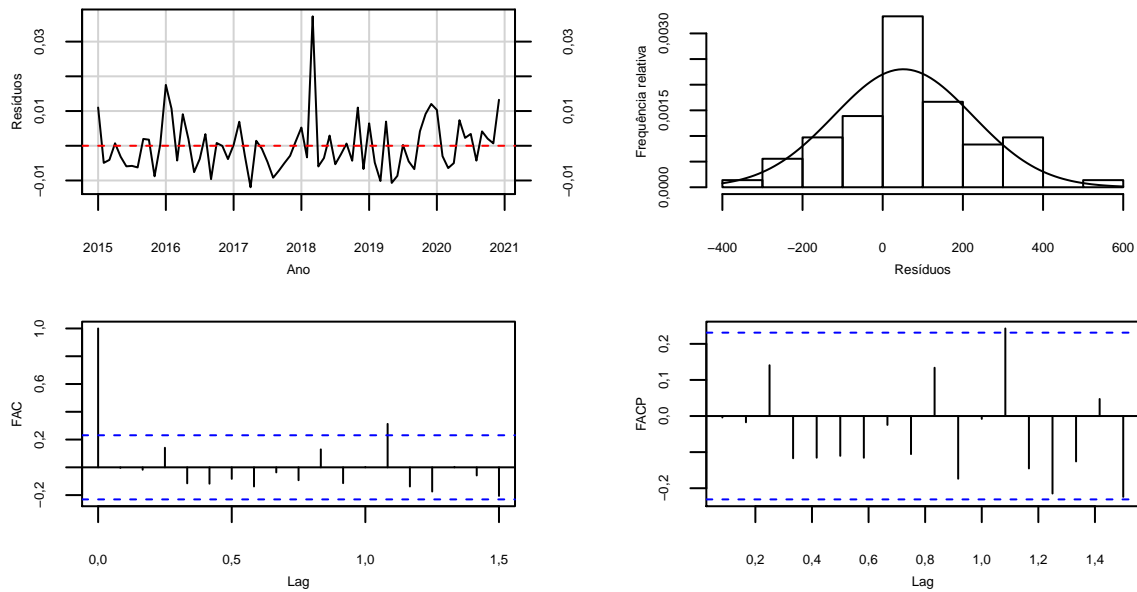 Resíduos
−0,01
0,01
0,03
−0,01
0,01
0,03
2015 2016 2017 2018 2019 2020 2021
Ano
Frequência relativa
0,0000
0,0015
0,0030
−400 −200 0 200 400 600
Resíduos
FAC
−0,2
0,2
0,6
1,0
0,0 0,5 1,0 1,5
Lag
FACP
−0,2
0,0
0,1
0,2
0,2 0,4 0,6 0,8 1,0 1,2 1,4
Lag